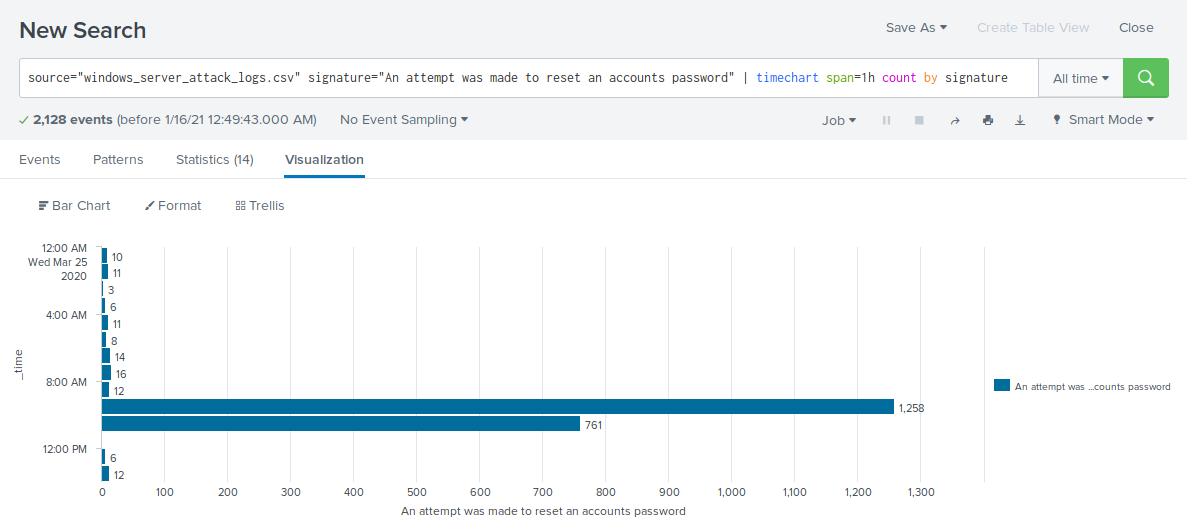 New Search
Save As Create Table View Close
source="windows_server_attack_logs.csv" signature="An attempt was made to reset an accounts password" | timechart span=1h count by signature
All time
2,128 events (before 1/16/21 12:49:43.000 AM) No Event Sampling
Job Smart Mode
Events Patterns Statistics (14) Visualization
Bar Chart Format Trellis
12:00 AM
Wed Mar 25
2020
10
11
3
6
4:00 AM 11
8
14
16
8:00 AM 12
1,258
761
12:00 PM 6
12
_time
An attempt was ...counts password
0 100 200 300 400 500 600 700 800 900 1,000 1,100 1,200 1,300
An attempt was made to reset an accounts password